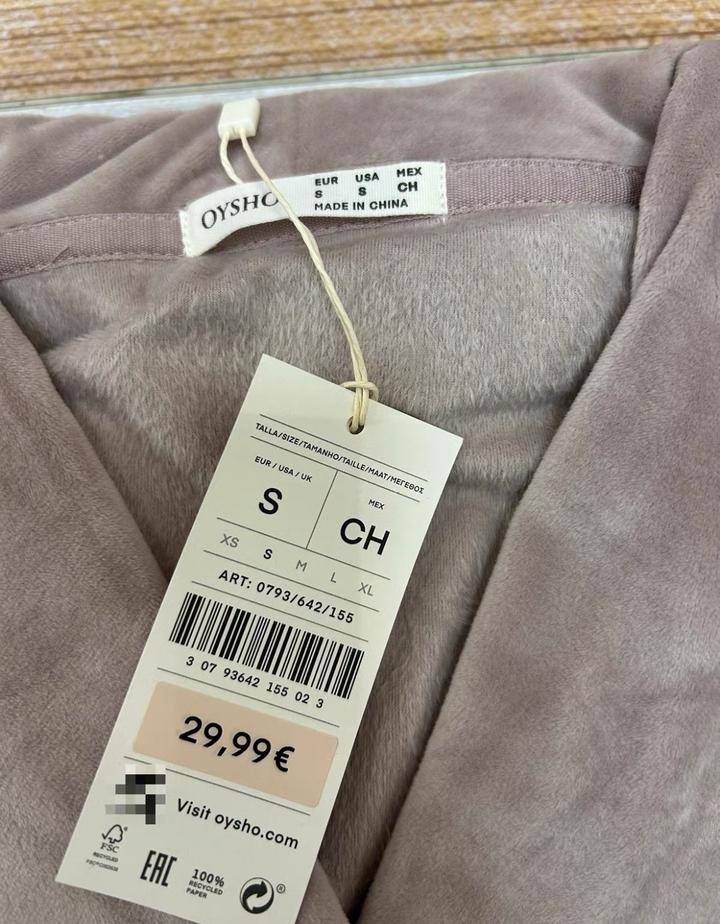 OYSHO
EUR USA MEX
S S CH
MADE IN CHINA
TALLA/SIZE/TAMANHO/TAILLE/MAAT/ΜΕΓΕΘΟΣ
EUR / USA / UK
MEX
S
CH
XS S M L XL
ART: 0793/642/155
3 07 93642 155 02 3
29,99€
Visit oysho.com
FSC®
RECYCLED
EAC
100%
RECYCLED
PAPER
®